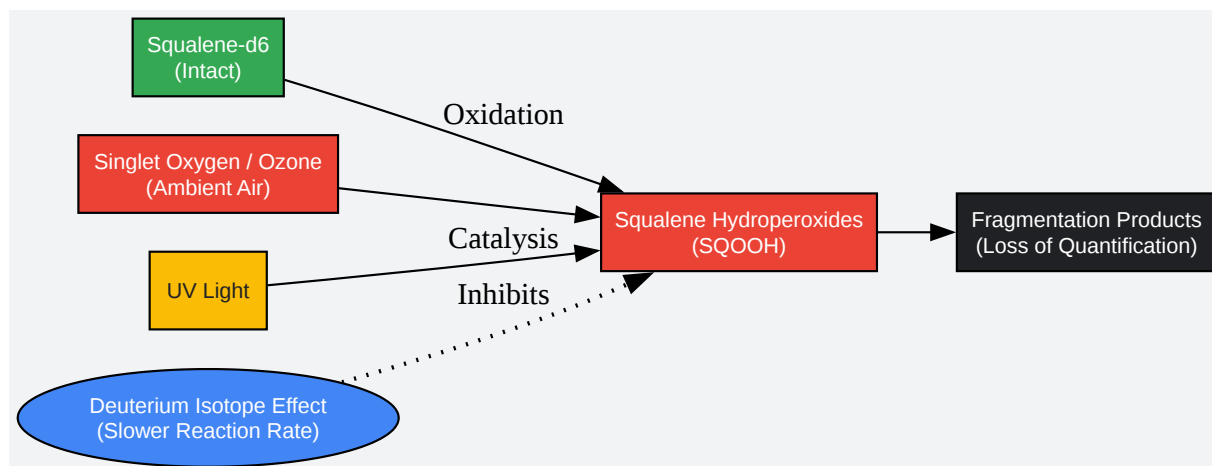 Squalene-d6
(Intact)
Oxidation
Singlet Oxygen / Ozone
(Ambient Air)
Squalene Hydroperoxides
(SQOOH)
Fragmentation Products
(Loss of Quantification)
Catalysis
UV Light
Inhibits
Deuterium Isotope Effect
(Slower Reaction Rate)